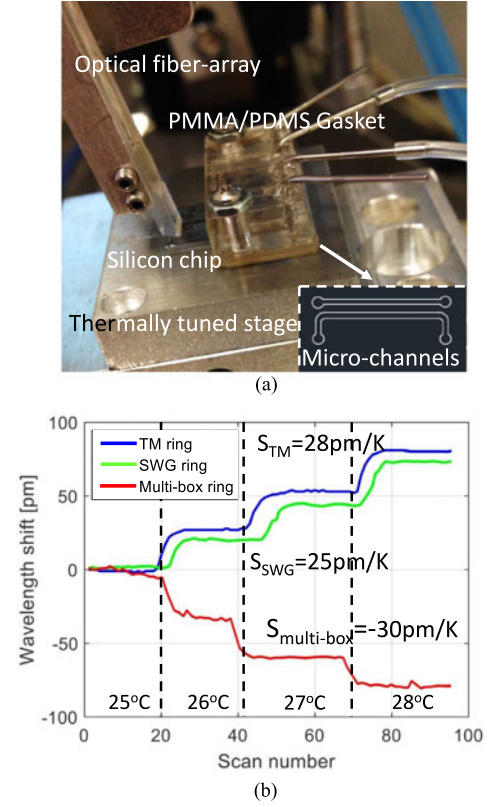 Optical fiber-array
PMMA/PDMS Gasket
Silicon chip
Thermally tuned stage
Micro-channels
(a)
100
50
0
-50
-100
Wavelength shift [pm]
TM ring
SWG ring
Multi-box ring
S_TM=28pm/K
S_SWG=25pm/K
S_multi-box=-30pm/K
25°C
26°C
27°C
28°C
0
20
40
60
80
100
Scan number
(b)